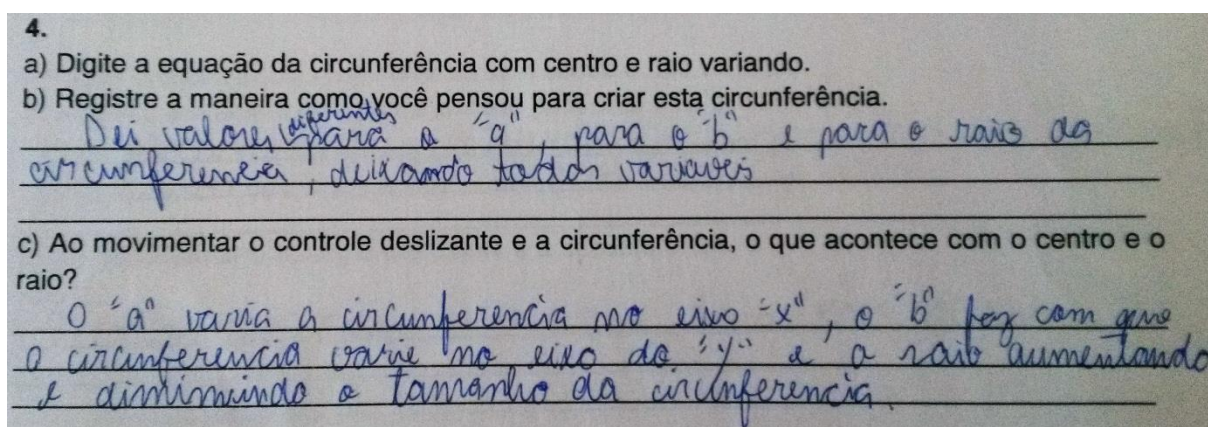 4.
a) Digite a equação da circunferência com centro e raio variando.
b) Registre a maneira como você pensou para criar esta circunferência.
Dei valores diferentes para o "a", para o "b" e para o raio da
circunferencia, deixando todos variaveis
c) Ao movimentar o controle deslizante e a circunferência, o que acontece com o centro e o
raio?
O "a" varia a circunferencia no eixo "x", o "b" faz com que
a circunferencia varie no eixo do "y" e o raio aumentando
e diminuindo o tamanho da circunferencia.